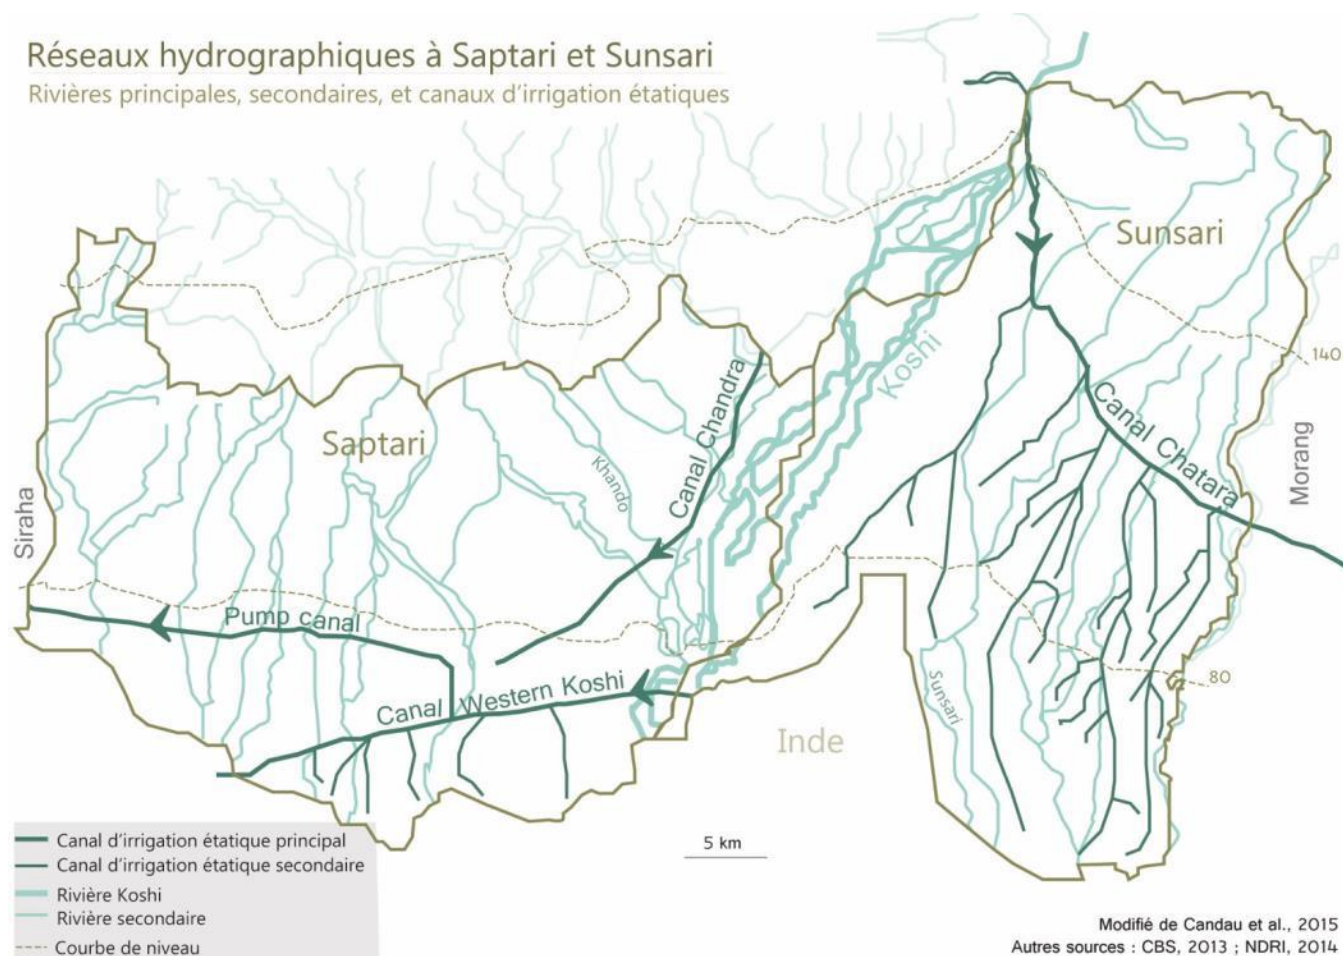 Réseaux hydrographiques à Saptari et Sunsari
Rivières principales, secondaires, et canaux d'irrigation étatiques
Sunsari
140
Koshi
Canal Chandra
Canal Chatara
Saptari
Khando
Siraha
Morang
Pump canal
Canal Western Koshi
Sunsari
80
Inde
5 km
Canal d'irrigation étatique principal
Canal d'irrigation étatique secondaire
Rivière Koshi
Rivière secondaire
Courbe de niveau
Modifié de Candau et al., 2015
Autres sources : CBS, 2013 ; NDRI, 2014